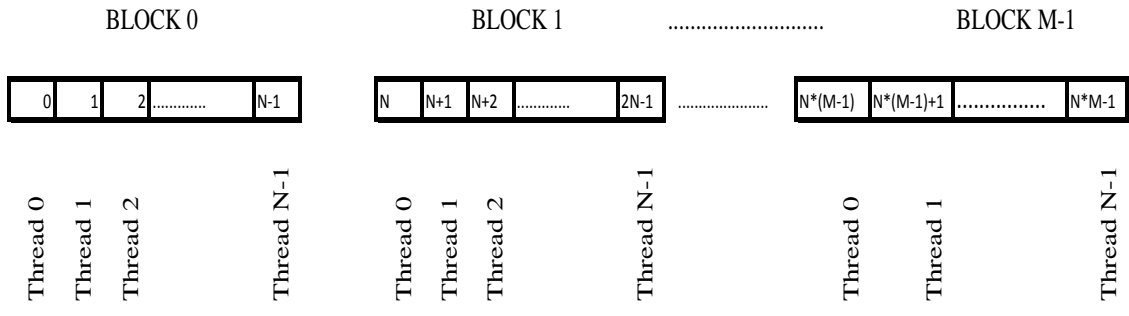 BLOCK 0 BLOCK 1 ............................ BLOCK M-1
0 1 2 ............. N-1 N N+1 N+2 ............. 2N-1 ...................... N*(M-1) N*(M-1)+1 ................ N*M-1
Thread 0 Thread 1 Thread 2 Thread N-1 Thread 0 Thread 1 Thread 2 Thread N-1 Thread 0 Thread 1 Thread N-1